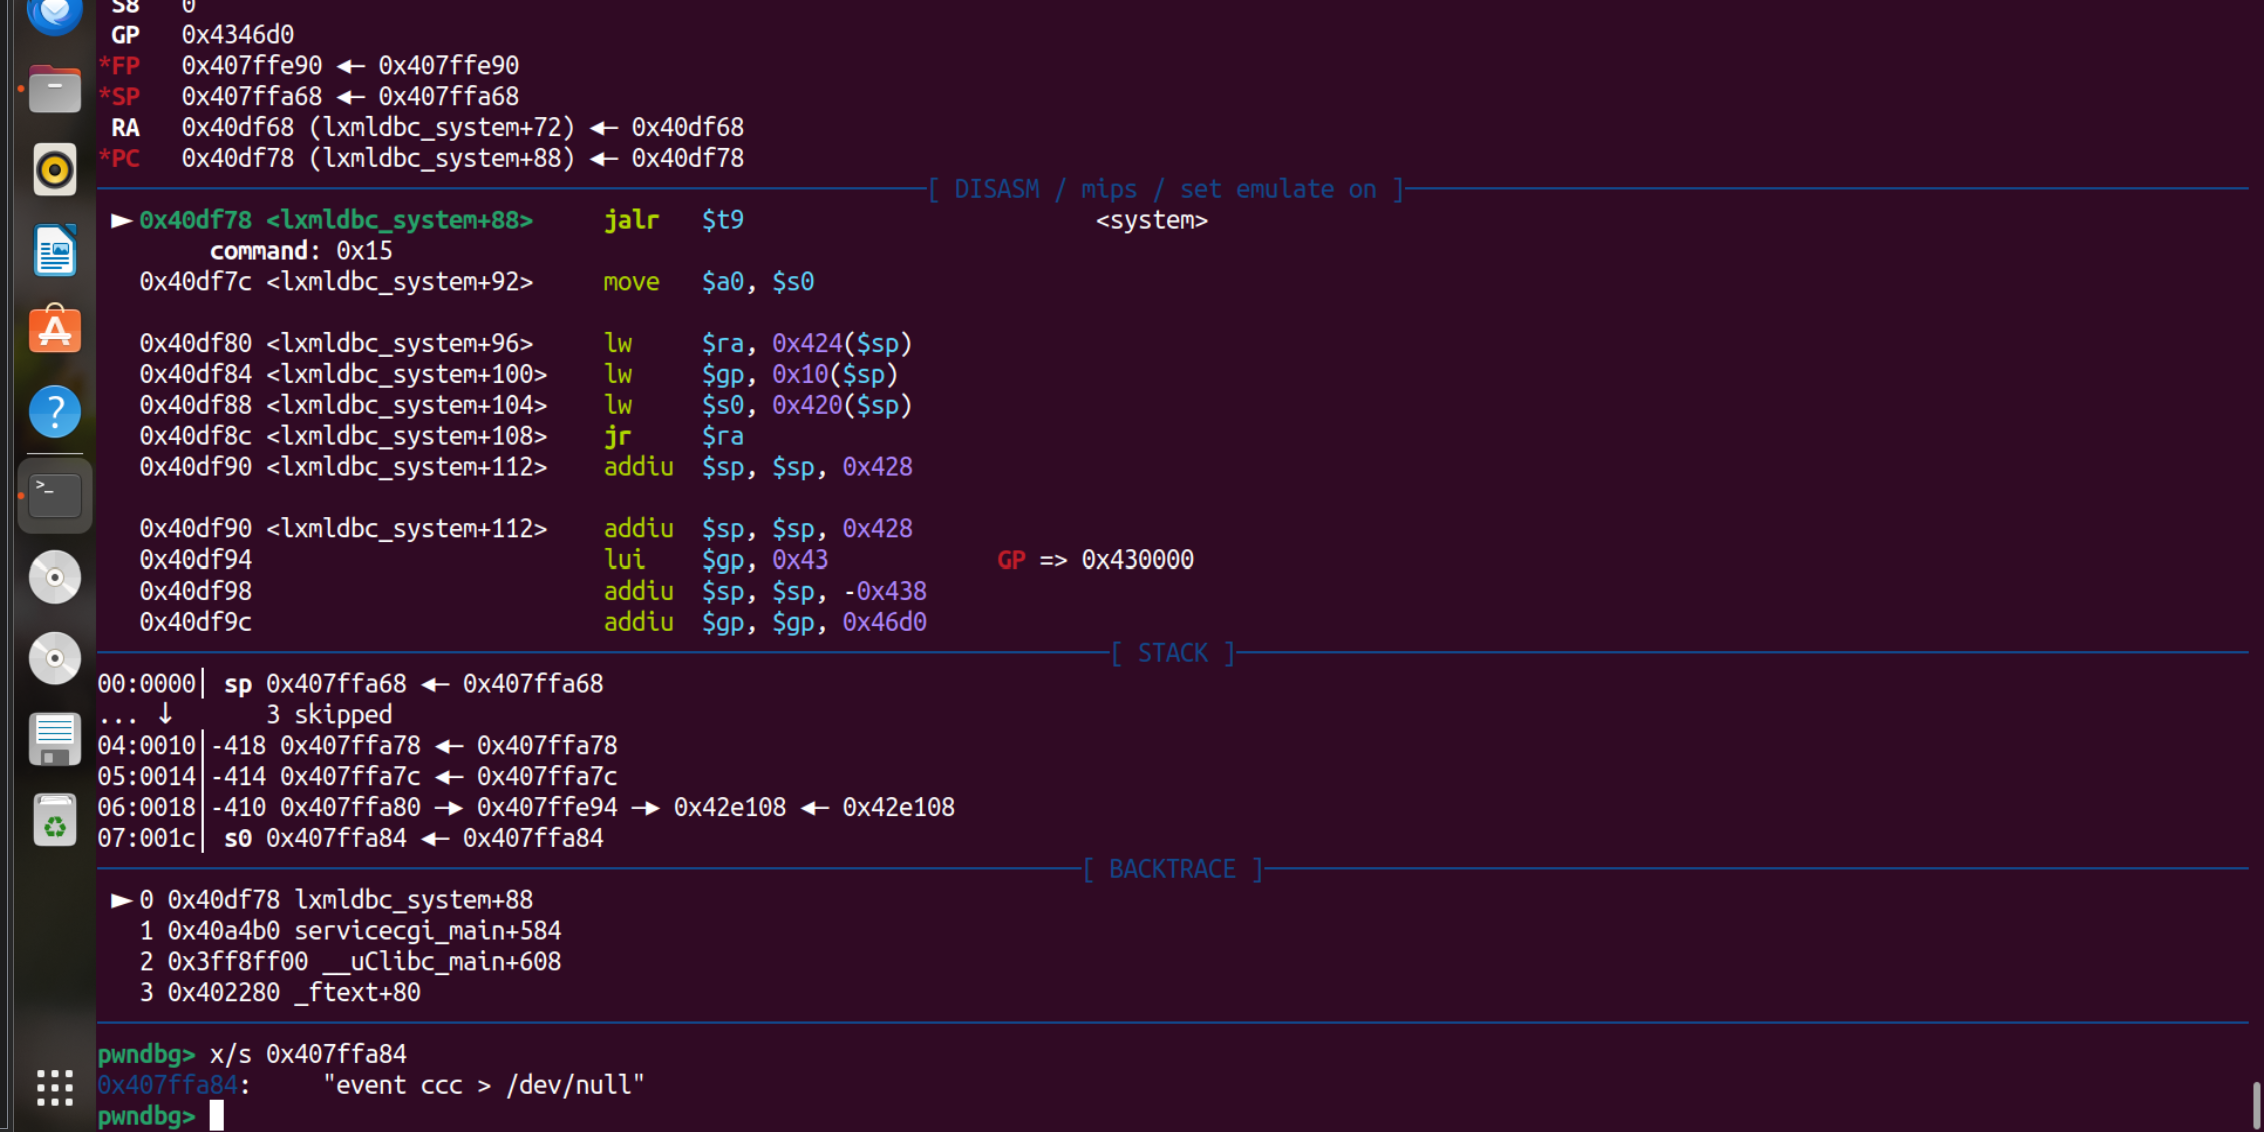 S8   0
GP   0x4346d0
*FP   0x407ffe90 ◂— 0x407ffe90
*SP   0x407ffa68 ◂— 0x407ffa68
RA   0x40df68 (lxmldbc_system+72) ◂— 0x40df68
*PC   0x40df78 (lxmldbc_system+88) ◂— 0x40df78
[ DISASM / mips / set emulate on ]
► 0x40df78 <lxmldbc_system+88>     jalr   $t9                         <system>
command: 0x15
0x40df7c <lxmldbc_system+92>     move   $a0, $s0
0x40df80 <lxmldbc_system+96>     lw     $ra, 0x424($sp)
0x40df84 <lxmldbc_system+100>    lw     $gp, 0x10($sp)
0x40df88 <lxmldbc_system+104>    lw     $s0, 0x420($sp)
0x40df8c <lxmldbc_system+108>    jr     $ra
0x40df90 <lxmldbc_system+112>    addiu  $sp, $sp, 0x428
0x40df90 <lxmldbc_system+112>    addiu  $sp, $sp, 0x428
0x40df94                         lui    $gp, 0x43            GP => 0x430000
0x40df98                         addiu  $sp, $sp, -0x438
0x40df9c                         addiu  $gp, $gp, 0x46d0
[ STACK ]
00:0000│ sp 0x407ffa68 ◂— 0x407ffa68
... ↓     3 skipped
04:0010│-418 0x407ffa78 ◂— 0x407ffa78
05:0014│-414 0x407ffa7c ◂— 0x407ffa7c
06:0018│-410 0x407ffa80 —▸ 0x407ffe94 —▸ 0x42e108 ◂— 0x42e108
07:001c│ s0 0x407ffa84 ◂— 0x407ffa84
[ BACKTRACE ]
► 0 0x40df78 lxmldbc_system+88
1 0x40a4b0 servicecgi_main+584
2 0x3ff8ff00 __uClibc_main+608
3 0x402280 _ftext+80
pwndbg> x/s 0x407ffa84
0x407ffa84:     "event ccc > /dev/null"
pwndbg>